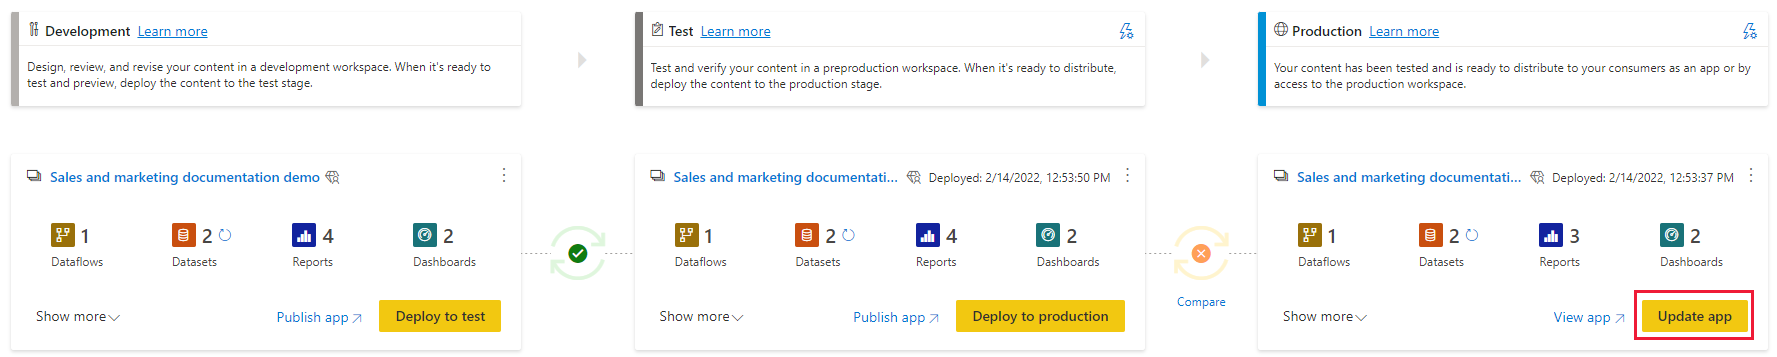 Development Learn more
Design, review, and revise your content in a development workspace. When it's ready to
test and preview, deploy the content to the test stage.
Test Learn more
Test and verify your content in a preproduction workspace. When it's ready to distribute,
deploy the content to the production stage.
Production Learn more
Your content has been tested and is ready to distribute to your consumers as an app or by
access to the production workspace.
Sales and marketing documentation demo
1
Dataflows
2
Datasets
4
Reports
2
Dashboards
Show more
Publish app
Deploy to test
Sales and marketing documentati... Deployed: 2/14/2022, 12:53:50 PM
1
Dataflows
2
Datasets
4
Reports
2
Dashboards
Show more
Publish app
Deploy to production
Compare
Sales and marketing documentati... Deployed: 2/14/2022, 12:53:37 PM
1
Dataflows
2
Datasets
3
Reports
2
Dashboards
Show more
View app
Update app